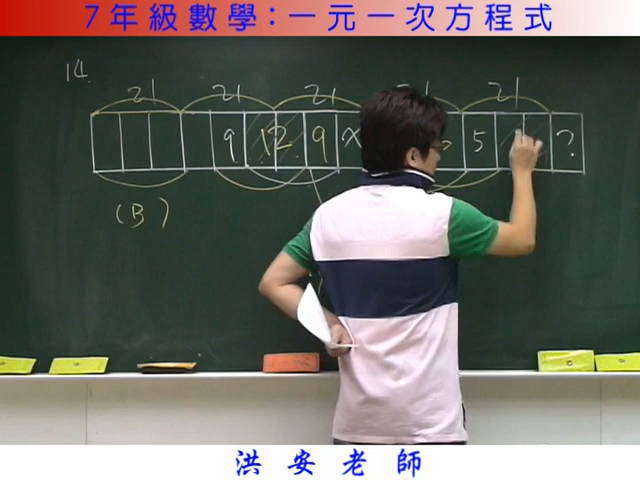 7年級數學:一元一次方程式
14.
21 21 21 21 21
9 12 9 x 5 ?
(B)
洪安老師